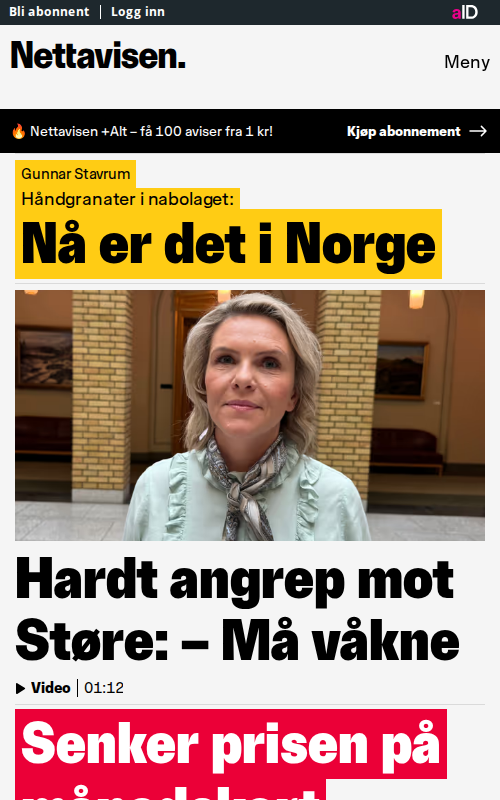 Bli abonnent | Logg inn
aID
Nettavisen.
Meny
🔥 Nettavisen +Alt – få 100 aviser fra 1 kr!
Kjøp abonnement →
Gunnar Stavrum
Håndgranater i nabolaget:
Nå er det i Norge
Hardt angrep mot
Støre: – Må våkne
Video | 01:12
Senker prisen på
månedskort